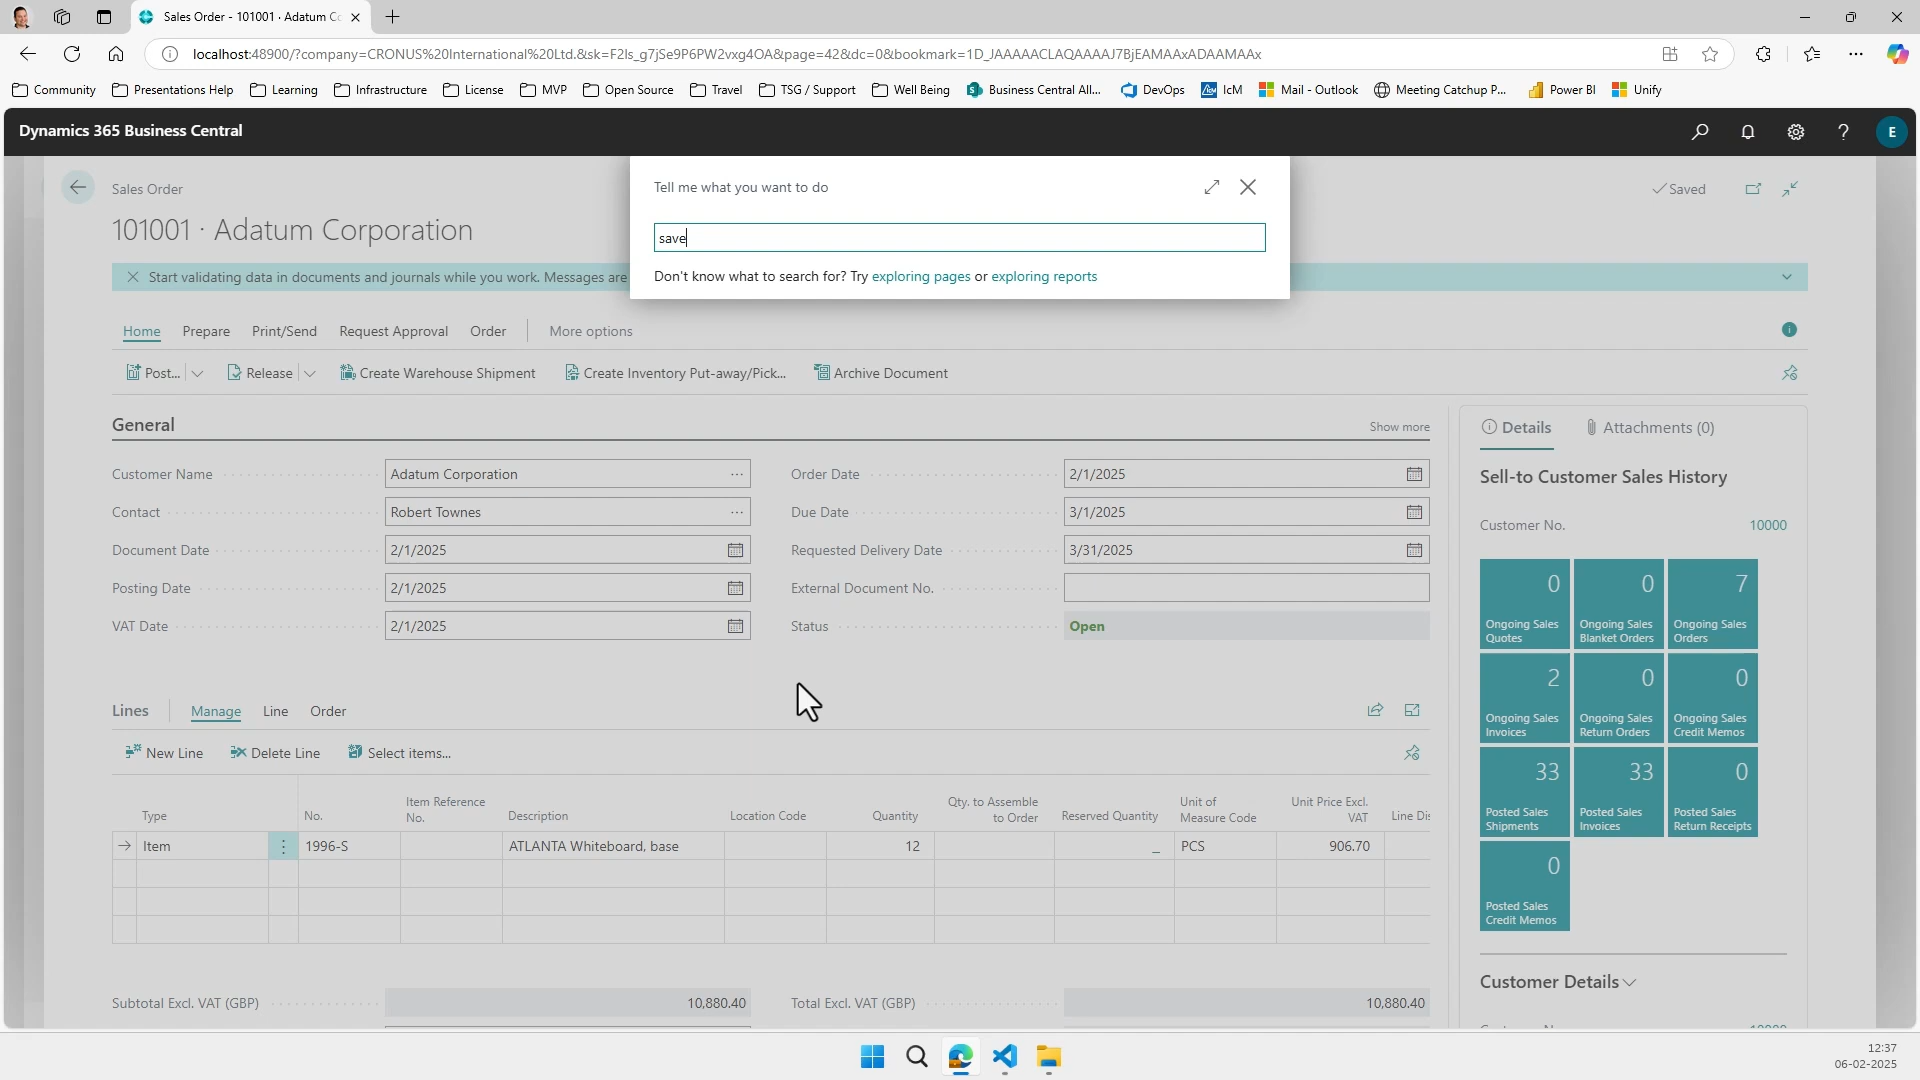 Sales Order - 101001 · Adatum Co
localhost:48900/?company=CRONUS%20International%20Ltd.&sk=F2ls_g7jSe9P6PW2vxg4OA&page=42&dc=0&bookmark=1D_JAAAAACLAQAAAAJ7BjEAMAAxADAAMAAx
Community Presentations Help Learning Infrastructure License MVP Open Source Travel TSG / Support Well Being Business Central All... DevOps IcM Mail - Outlook Meeting Catchup P... Power BI Unify
Dynamics 365 Business Central
E
Sales Order
Tell me what you want to do
Saved
101001 · Adatum Corporation
save
Start validating data in documents and journals while you work. Messages are
Don't know what to search for? Try exploring pages or exploring reports
Home Prepare Print/Send Request Approval Order More options
Post... Release Create Warehouse Shipment Create Inventory Put-away/Pick... Archive Document
General
Show more
Customer Name Adatum Corporation
Order Date 2/1/2025
Contact Robert Townes
Due Date 3/1/2025
Document Date 2/1/2025
Requested Delivery Date 3/31/2025
Posting Date 2/1/2025
External Document No.
VAT Date 2/1/2025
Status Open
Lines Manage Line Order
New Line Delete Line Select items...
Type No. Item Reference No. Description Location Code Quantity Qty. to Assemble to Order Reserved Quantity Unit of Measure Code Unit Price Excl. VAT Line Dis
Item 1996-S ATLANTA Whiteboard, base 12 _ PCS 906.70
Subtotal Excl. VAT (GBP) 10,880.40
Total Excl. VAT (GBP) 10,880.40
Details Attachments (0)
Sell-to Customer Sales History
Customer No. 10000
0 Ongoing Sales Quotes
0 Ongoing Sales Blanket Orders
7 Ongoing Sales Orders
2 Ongoing Sales Invoices
0 Ongoing Sales Return Orders
0 Ongoing Sales Credit Memos
33 Posted Sales Shipments
33 Posted Sales Invoices
0 Posted Sales Return Receipts
0 Posted Sales Credit Memos
Customer Details
12:37
06-02-2025